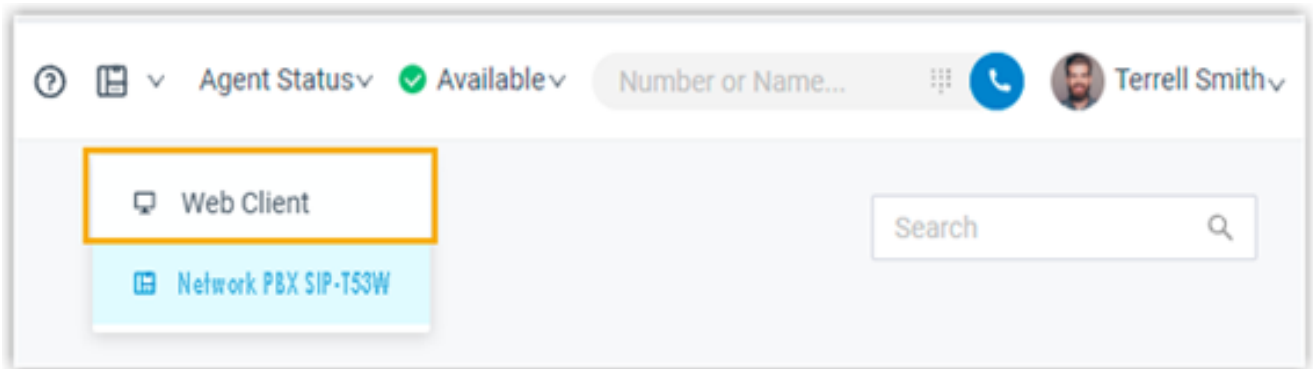 Agent Status Available Number or Name... Terrell Smith
Web Client
Search
Network PBX SIP-T53W